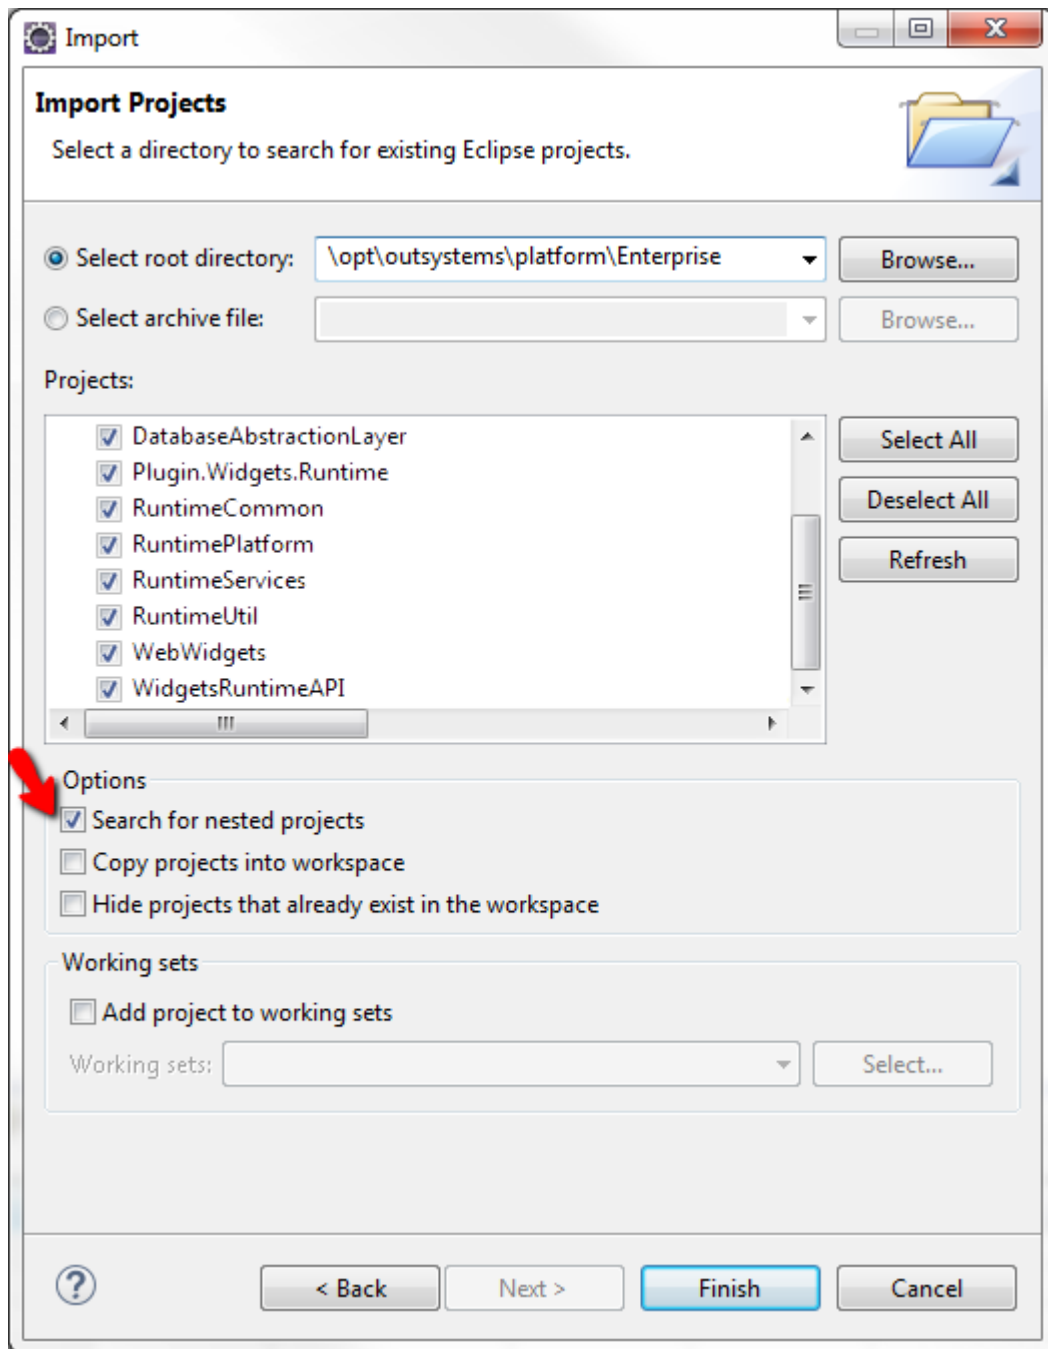 Import
Import Projects
Select a directory to search for existing Eclipse projects.
Select root directory: \opt\outsystems\platform\Enterprise Browse...
Select archive file: Browse...
Projects:
DatabaseAbstractionLayer
Plugin.Widgets.Runtime
RuntimeCommon
RuntimePlatform
RuntimeServices
RuntimeUtil
WebWidgets
WidgetsRuntimeAPI
Select All
Deselect All
Refresh
Options
Search for nested projects
Copy projects into workspace
Hide projects that already exist in the workspace
Working sets
Add project to working sets
Working sets: Select...
? < Back Next > Finish Cancel